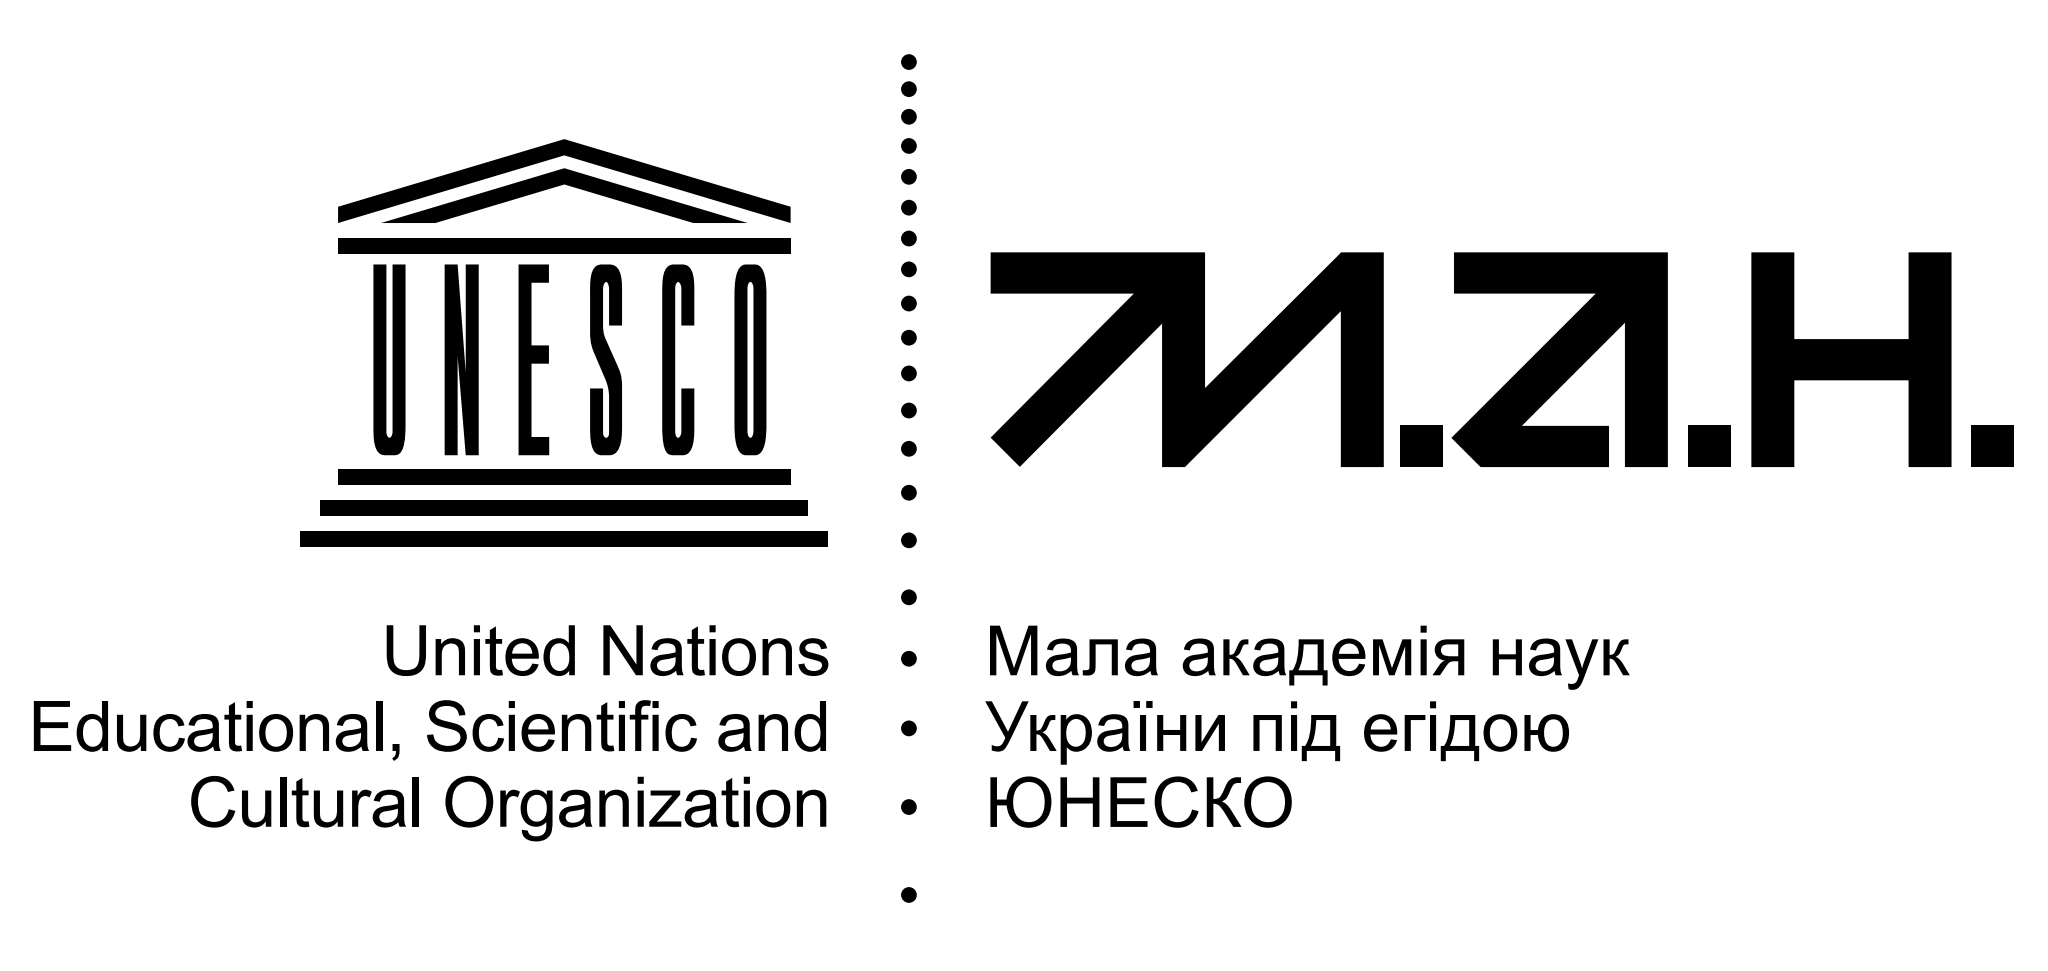 UNESCO
United Nations
Educational, Scientific and
Cultural Organization
М.А.Н.
Мала академія наук
України під егідою
ЮНЕСКО